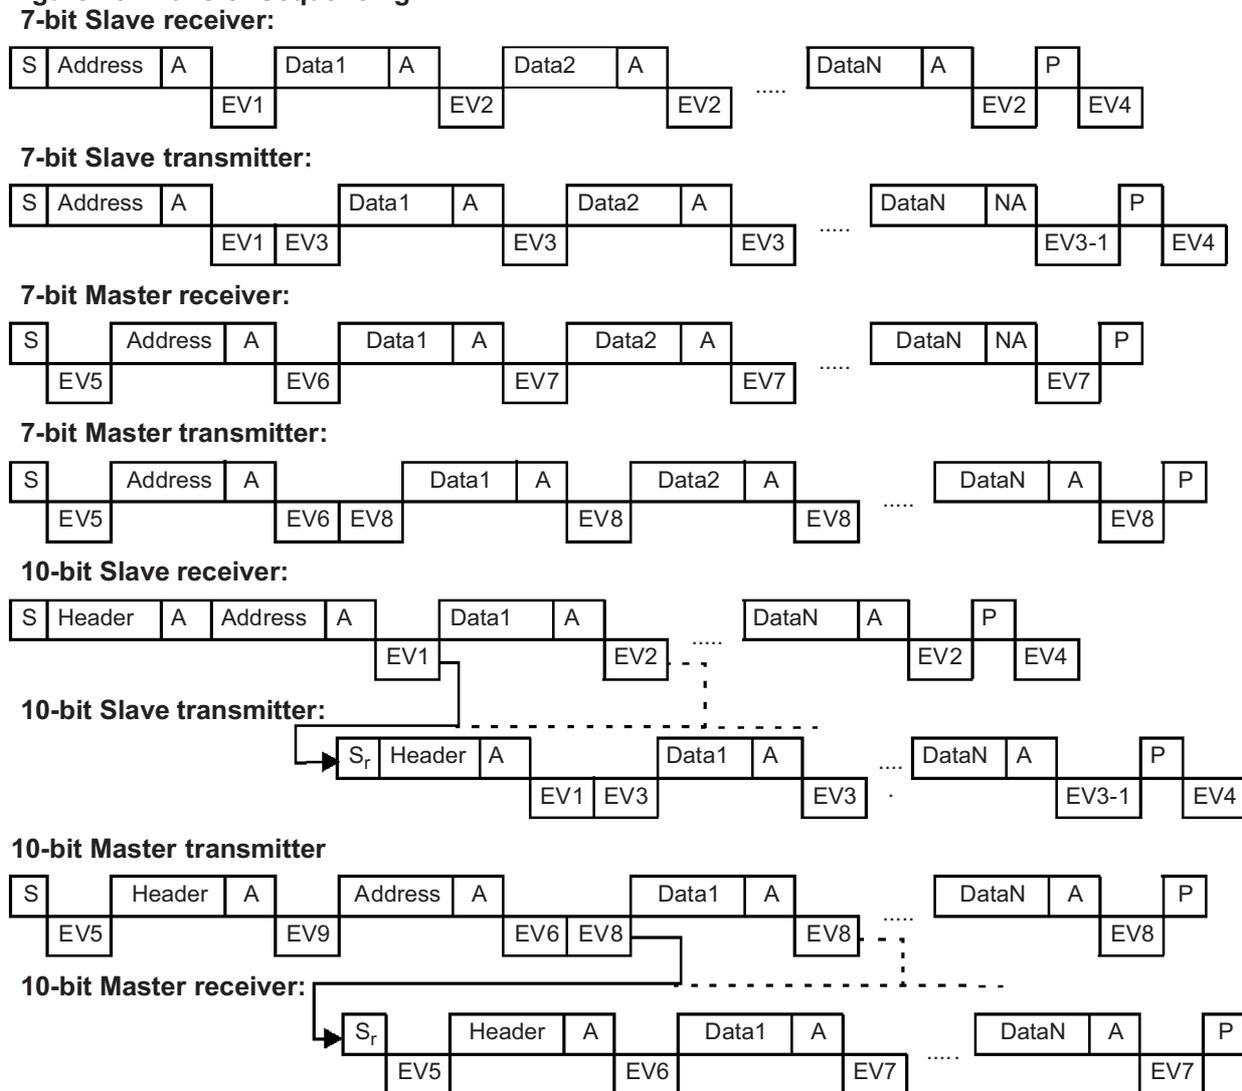 7-bit Slave receiver:
S Address A Data1 A Data2 A ..... DataN A P
EV1 EV2 EV2 EV2 EV4
7-bit Slave transmitter:
S Address A Data1 A Data2 A ..... DataN NA P
EV1 EV3 EV3 EV3 EV3-1 EV4
7-bit Master receiver:
S Address A Data1 A Data2 A ..... DataN NA P
EV5 EV6 EV7 EV7 EV7
7-bit Master transmitter:
S Address A Data1 A Data2 A ..... DataN A P
EV5 EV6 EV8 EV8 EV8 EV8
10-bit Slave receiver:
S Header A Address A Data1 A ..... DataN A P
EV1 EV2 EV2 EV4
10-bit Slave transmitter:
Sr Header A Data1 A .... DataN A P
EV1 EV3 EV3 . EV3-1 EV4
10-bit Master transmitter
S Header A Address A Data1 A ..... DataN A P
EV5 EV9 EV6 EV8 EV8 EV8
10-bit Master receiver:
Sr Header A Data1 A ..... DataN A P
EV5 EV6 EV7 EV7